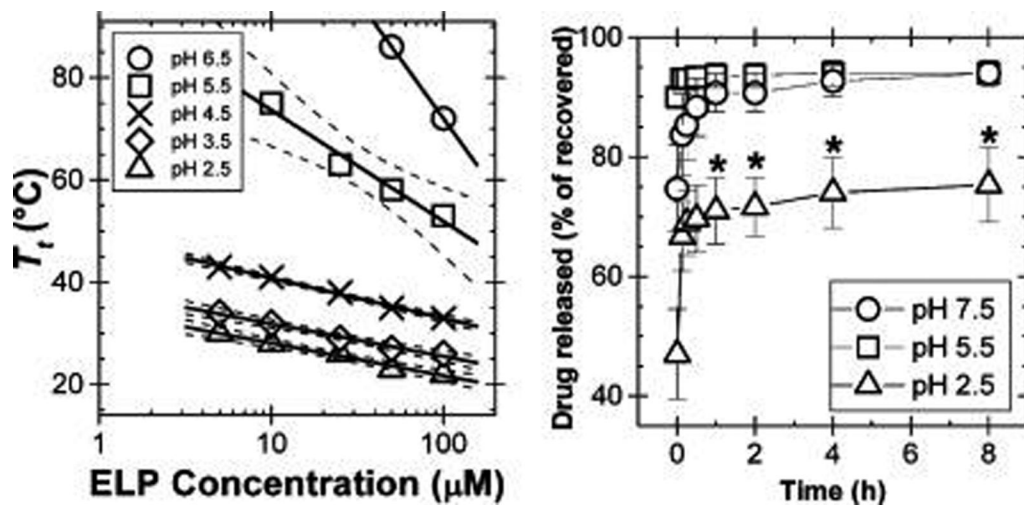 80
60
40
20
T_t (°C)
pH 6.5
pH 5.5
pH 4.5
pH 3.5
pH 2.5
1
10
100
ELP Concentration (μM)
100
80
60
40
Drug released (% of recovered)
*
*
*
*
pH 7.5
pH 5.5
pH 2.5
0
2
4
6
8
Time (h)